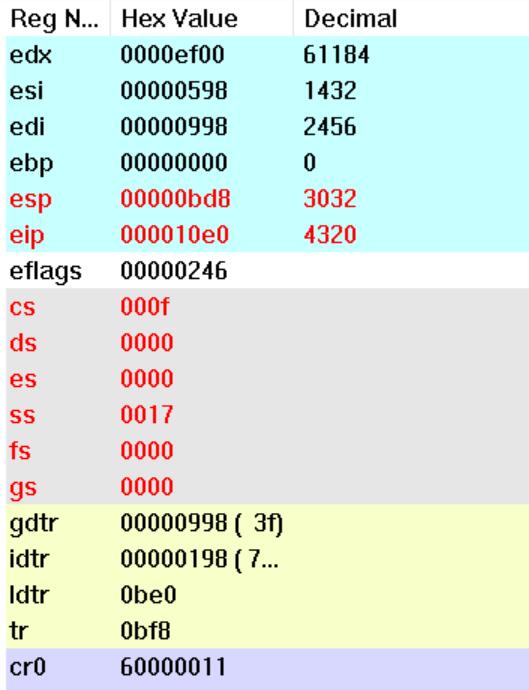 Reg N... Hex Value Decimal
edx 0000ef00 61184
esi 00000598 1432
edi 00000998 2456
ebp 00000000 0
esp 00000bd8 3032
eip 000010e0 4320
eflags 00000246
cs 000f
ds 0000
es 0000
ss 0017
fs 0000
gs 0000
gdtr 00000998 ( 3f)
idtr 00000198 ( 7...
ldtr 0be0
tr 0bf8
cr0 60000011